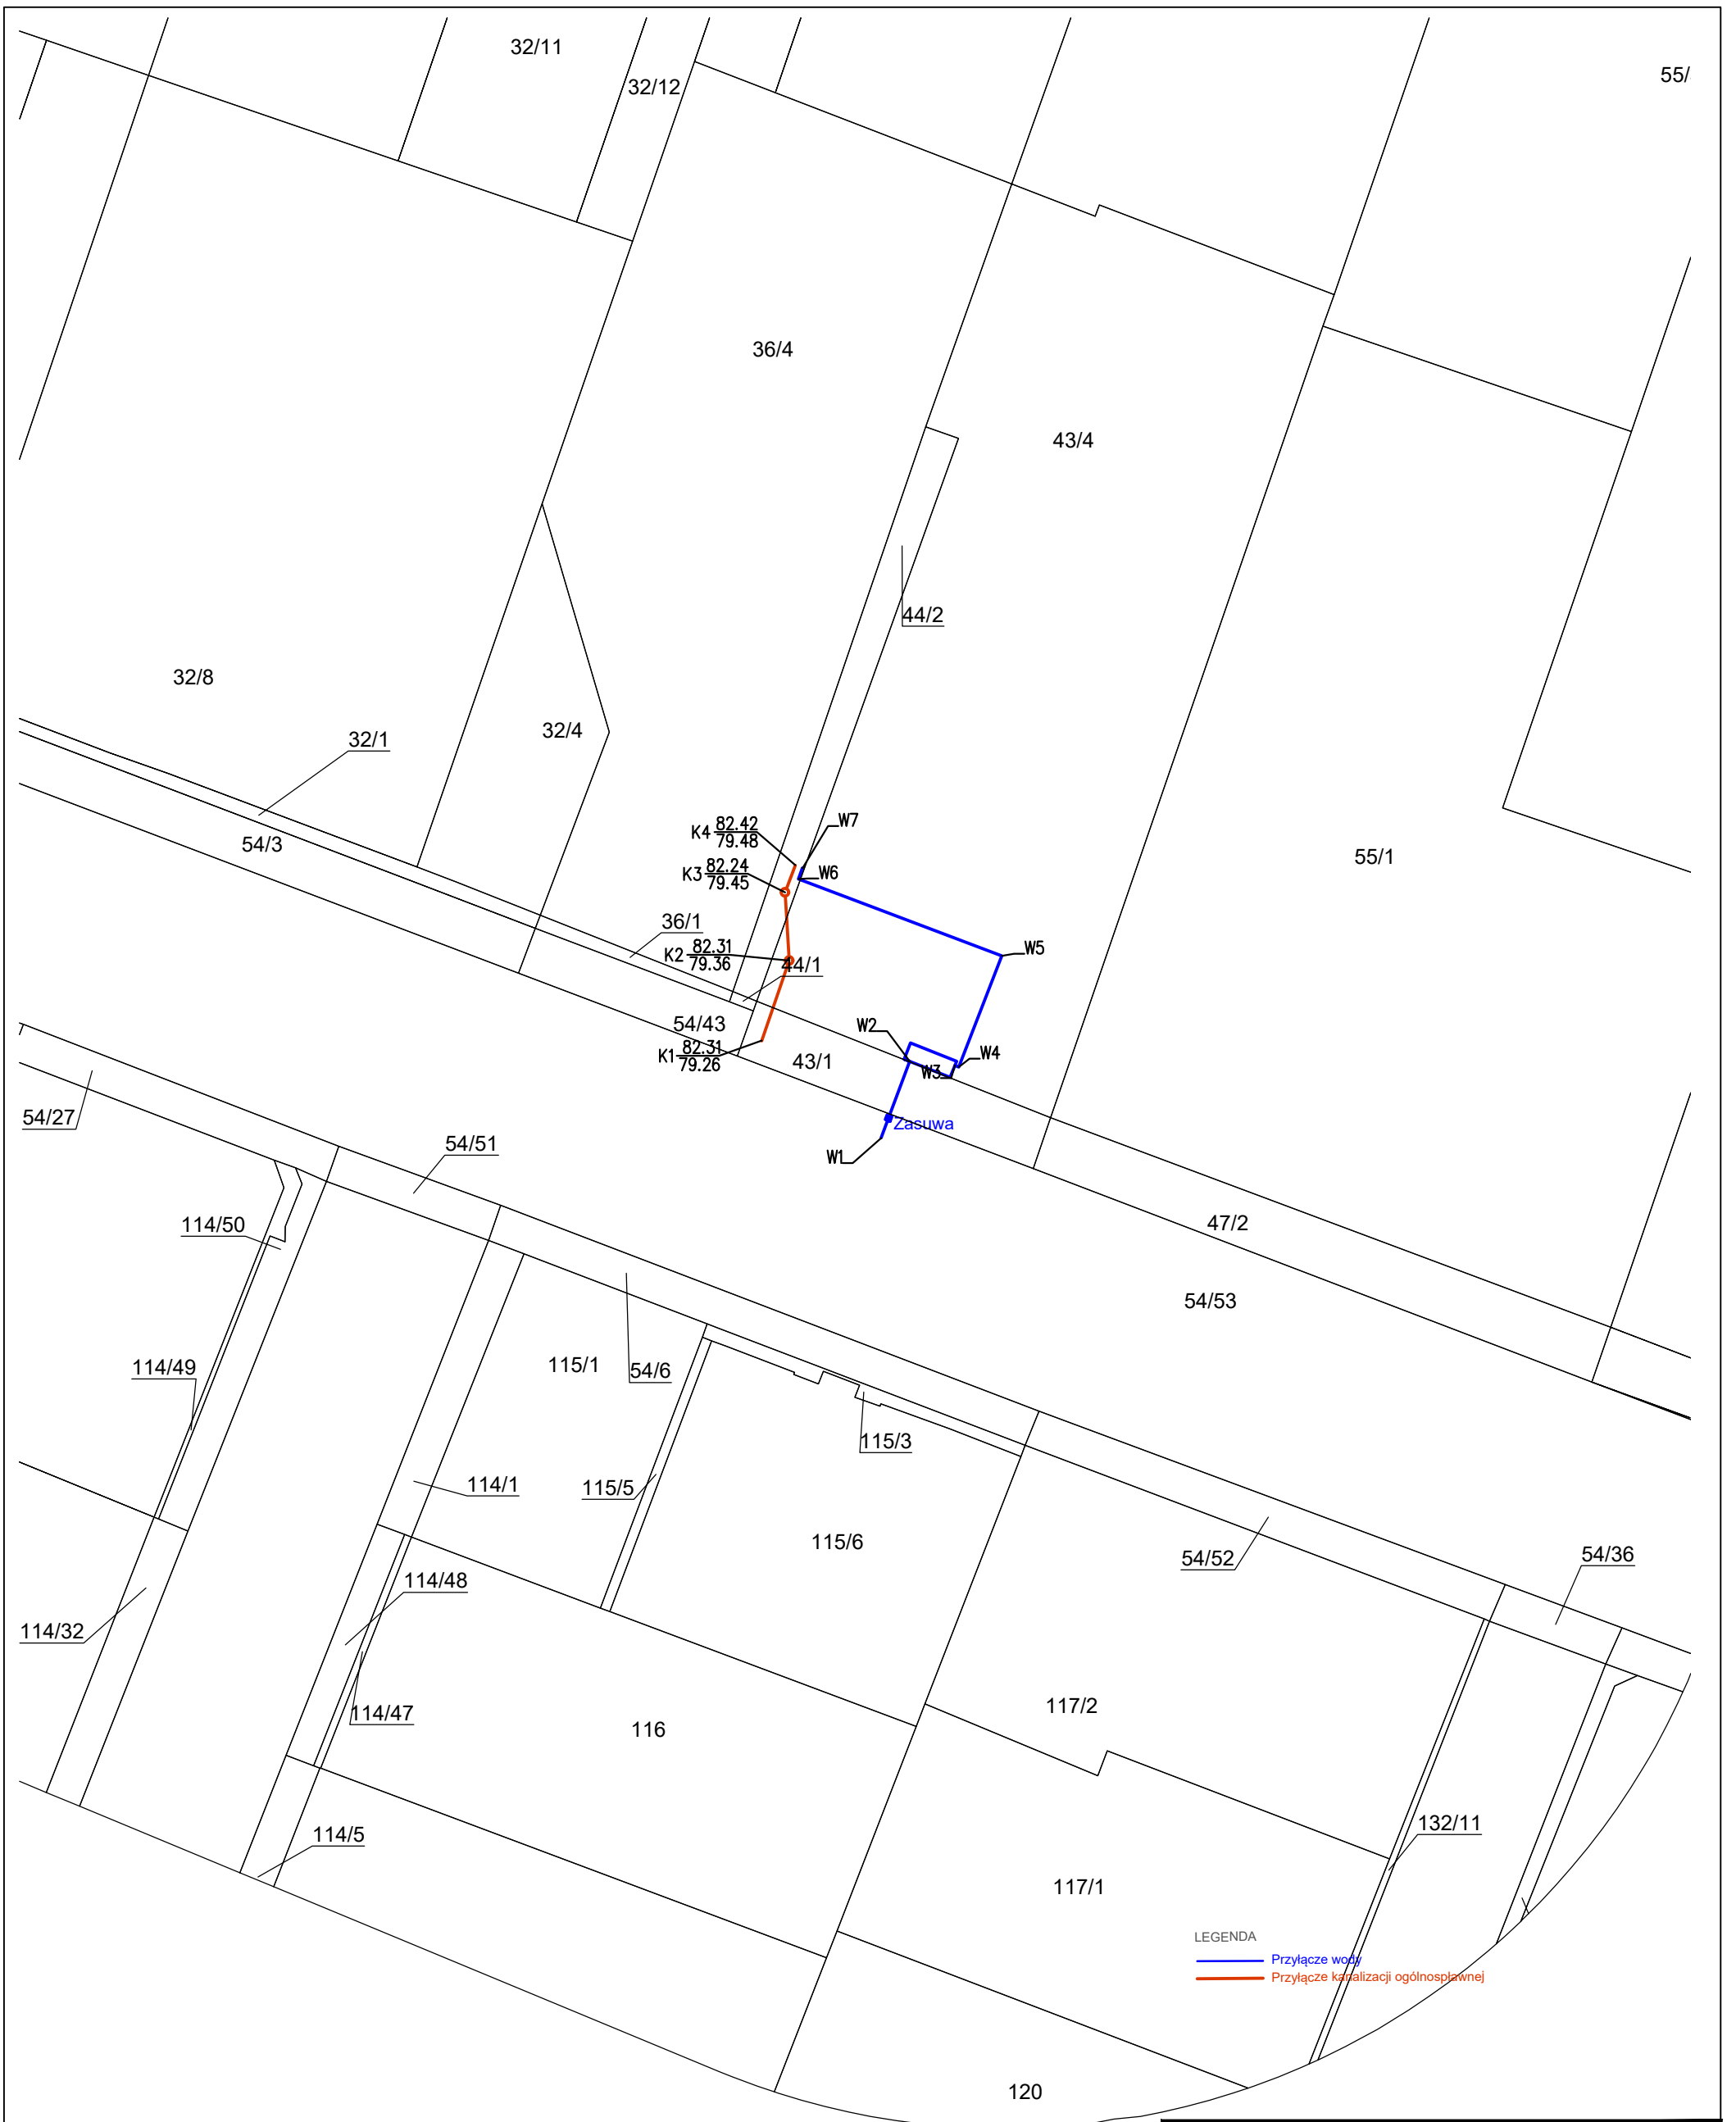 32/11
55/
32/12
36/4
43/4
44/2
32/8
32/4
32/1
54/3
K4 82.42
79.48
W7
K3 82.24
79.45
W6
55/1
36/1
K2 82.31
79.36
44/1
W5
54/43
K1 82.31
79.26
43/1
W2
W3
W4
Zasuwa
W1
54/27
54/51
114/50
47/2
54/53
114/49
115/1
54/6
115/3
114/1
115/5
115/6
54/52
54/36
114/48
114/32
114/47
116
117/2
132/11
114/5
117/1
LEGENDA
Przyłącze wody
Przyłącze kanalizacji ogólnospławnej
120